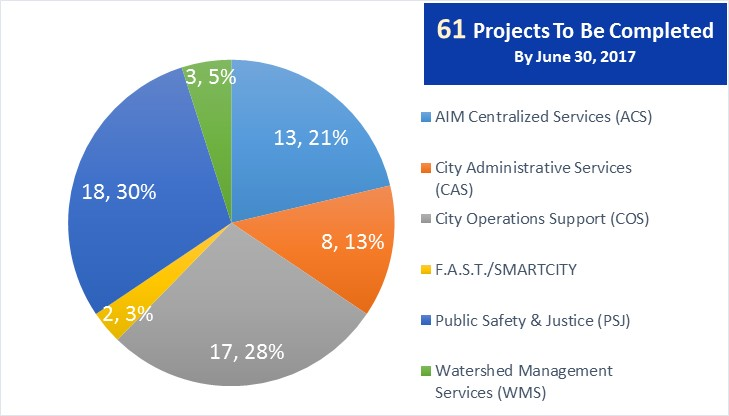 61 Projects To Be Completed
By June 30, 2017
3, 5%
13, 21%
18, 30%
8, 13%
2, 3%
17, 28%
AIM Centralized Services (ACS)
City Administrative Services
(CAS)
City Operations Support (COS)
F.A.S.T./SMARTCITY
Public Safety & Justice (PSJ)
Watershed Management
Services (WMS)